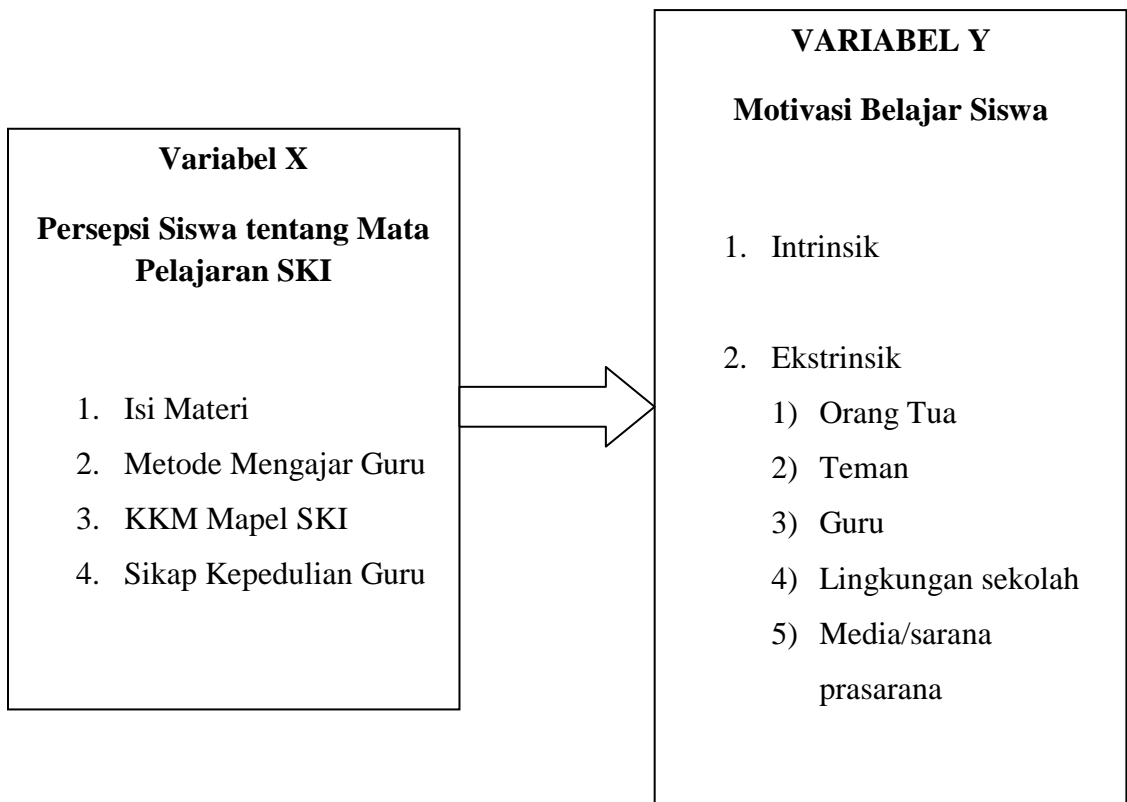 Variabel X
Persepsi Siswa tentang Mata
Pelajaran SKI
1. Isi Materi
2. Metode Mengajar Guru
3. KKM Mapel SKI
4. Sikap Kepedulian Guru
VARIABEL Y
Motivasi Belajar Siswa
1. Intrinsik
2. Ekstrinsik
1) Orang Tua
2) Teman
3) Guru
4) Lingkungan sekolah
5) Media/sarana
prasarana